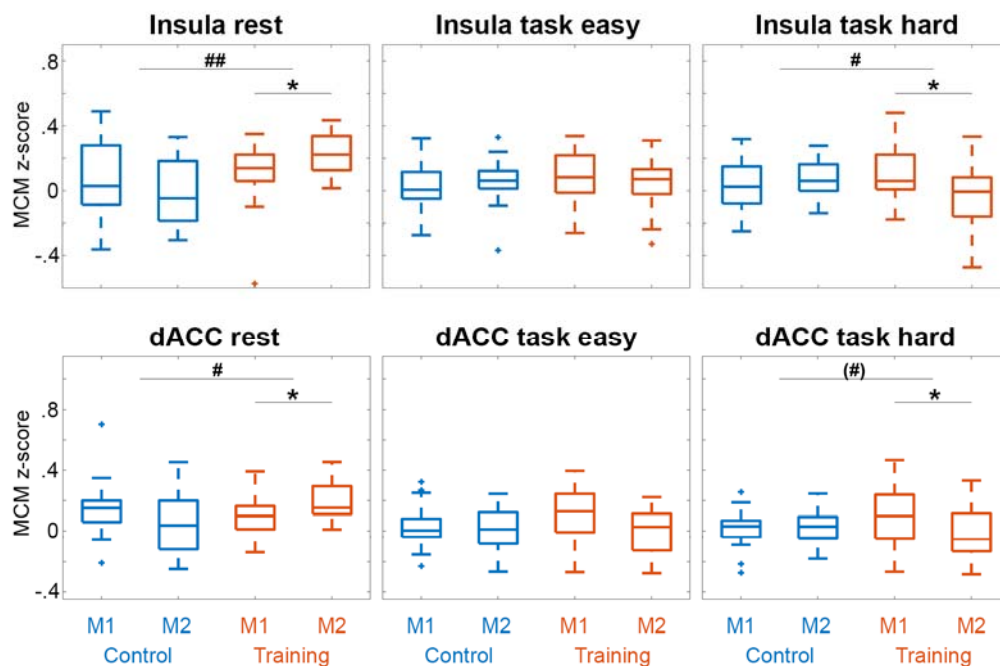 Insula rest
Insula task easy
Insula task hard
MCM z-score
.8
.4
0
-.4
##
*
#
*
dACC rest
dACC task easy
dACC task hard
MCM z-score
.8
.4
0
-.4
#
*
(#)
*
M1 M2 M1 M2
M1 M2 M1 M2
M1 M2 M1 M2
Control Training
Control Training
Control Training